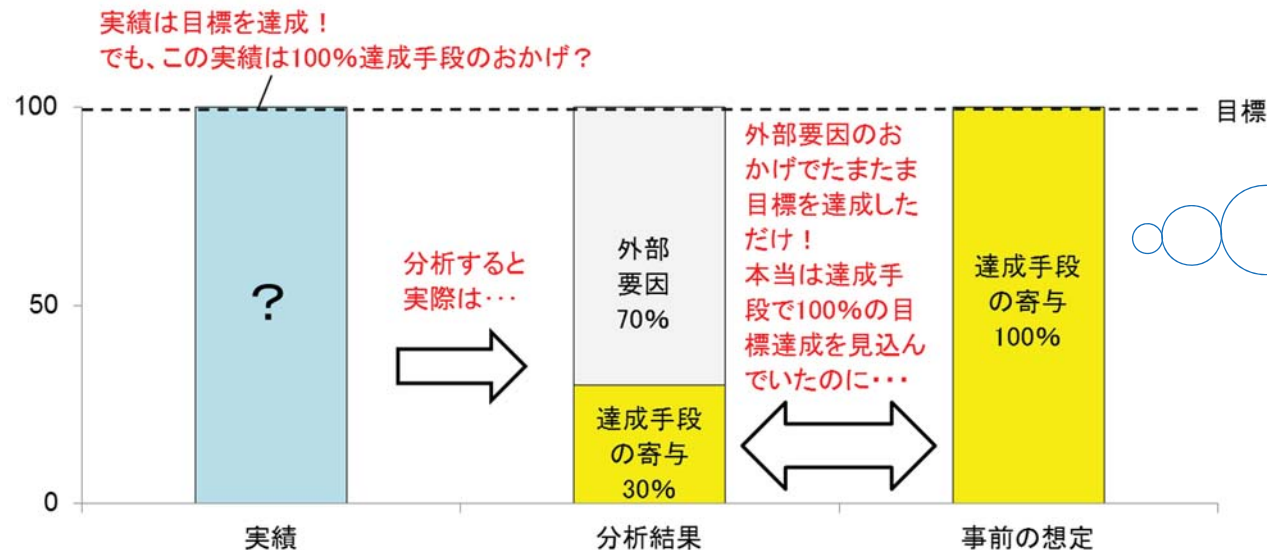 実績は目標を達成！
でも、この実績は100％達成手段のおかげ？
100
目標
外部要因のお
かげでたまたま
目標を達成した
だけ！
本当は達成手
段で100％の目
標達成を見込ん
でいたのに・・・
外部
要因
70%
達成手段
の寄与
100%
分析すると
実際は・・・
？
50
達成手段
の寄与
30%
0
実績
分析結果
事前の想定